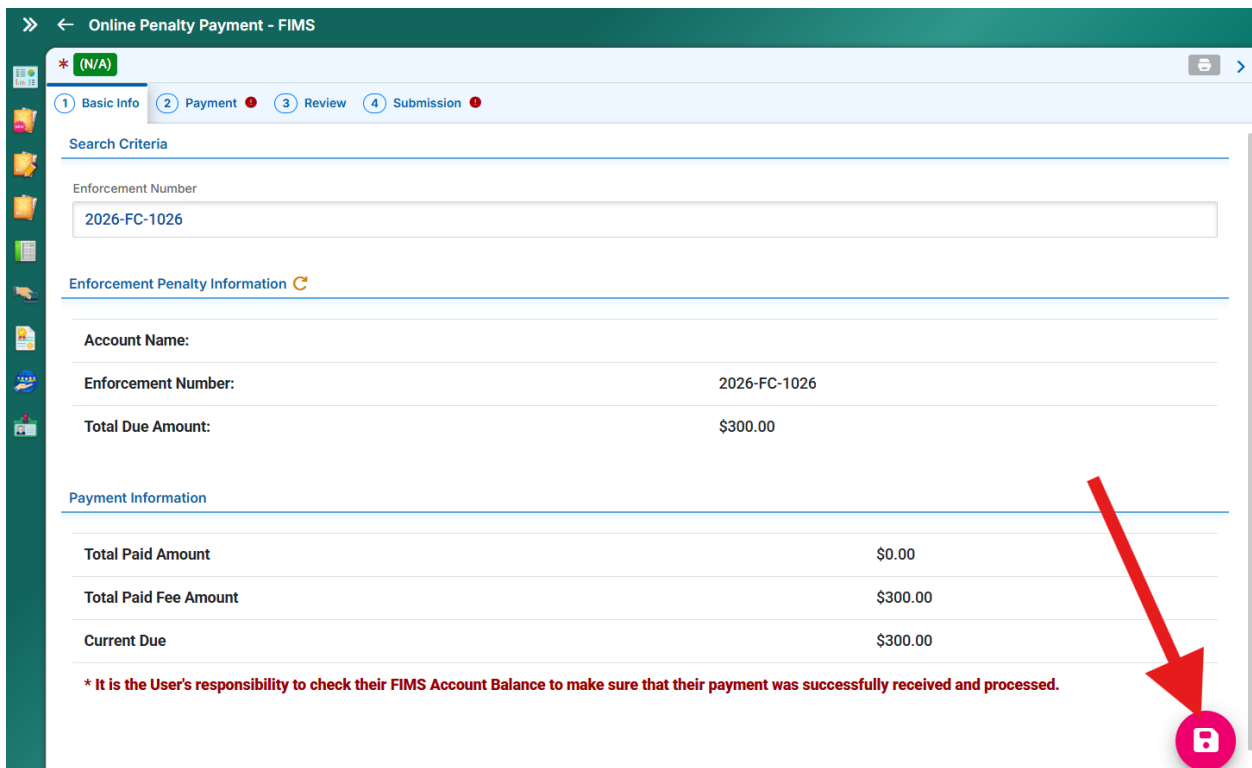 Online Penalty Payment - FIMS
* (N/A)
1 Basic Info 2 Payment 3 Review 4 Submission
Search Criteria
Enforcement Number
2026-FC-1026
Enforcement Penalty Information
Account Name:
Enforcement Number: 2026-FC-1026
Total Due Amount: $300.00
Payment Information
Total Paid Amount $0.00
Total Paid Fee Amount $300.00
Current Due $300.00
* It is the User's responsibility to check their FIMS Account Balance to make sure that their payment was successfully received and processed.